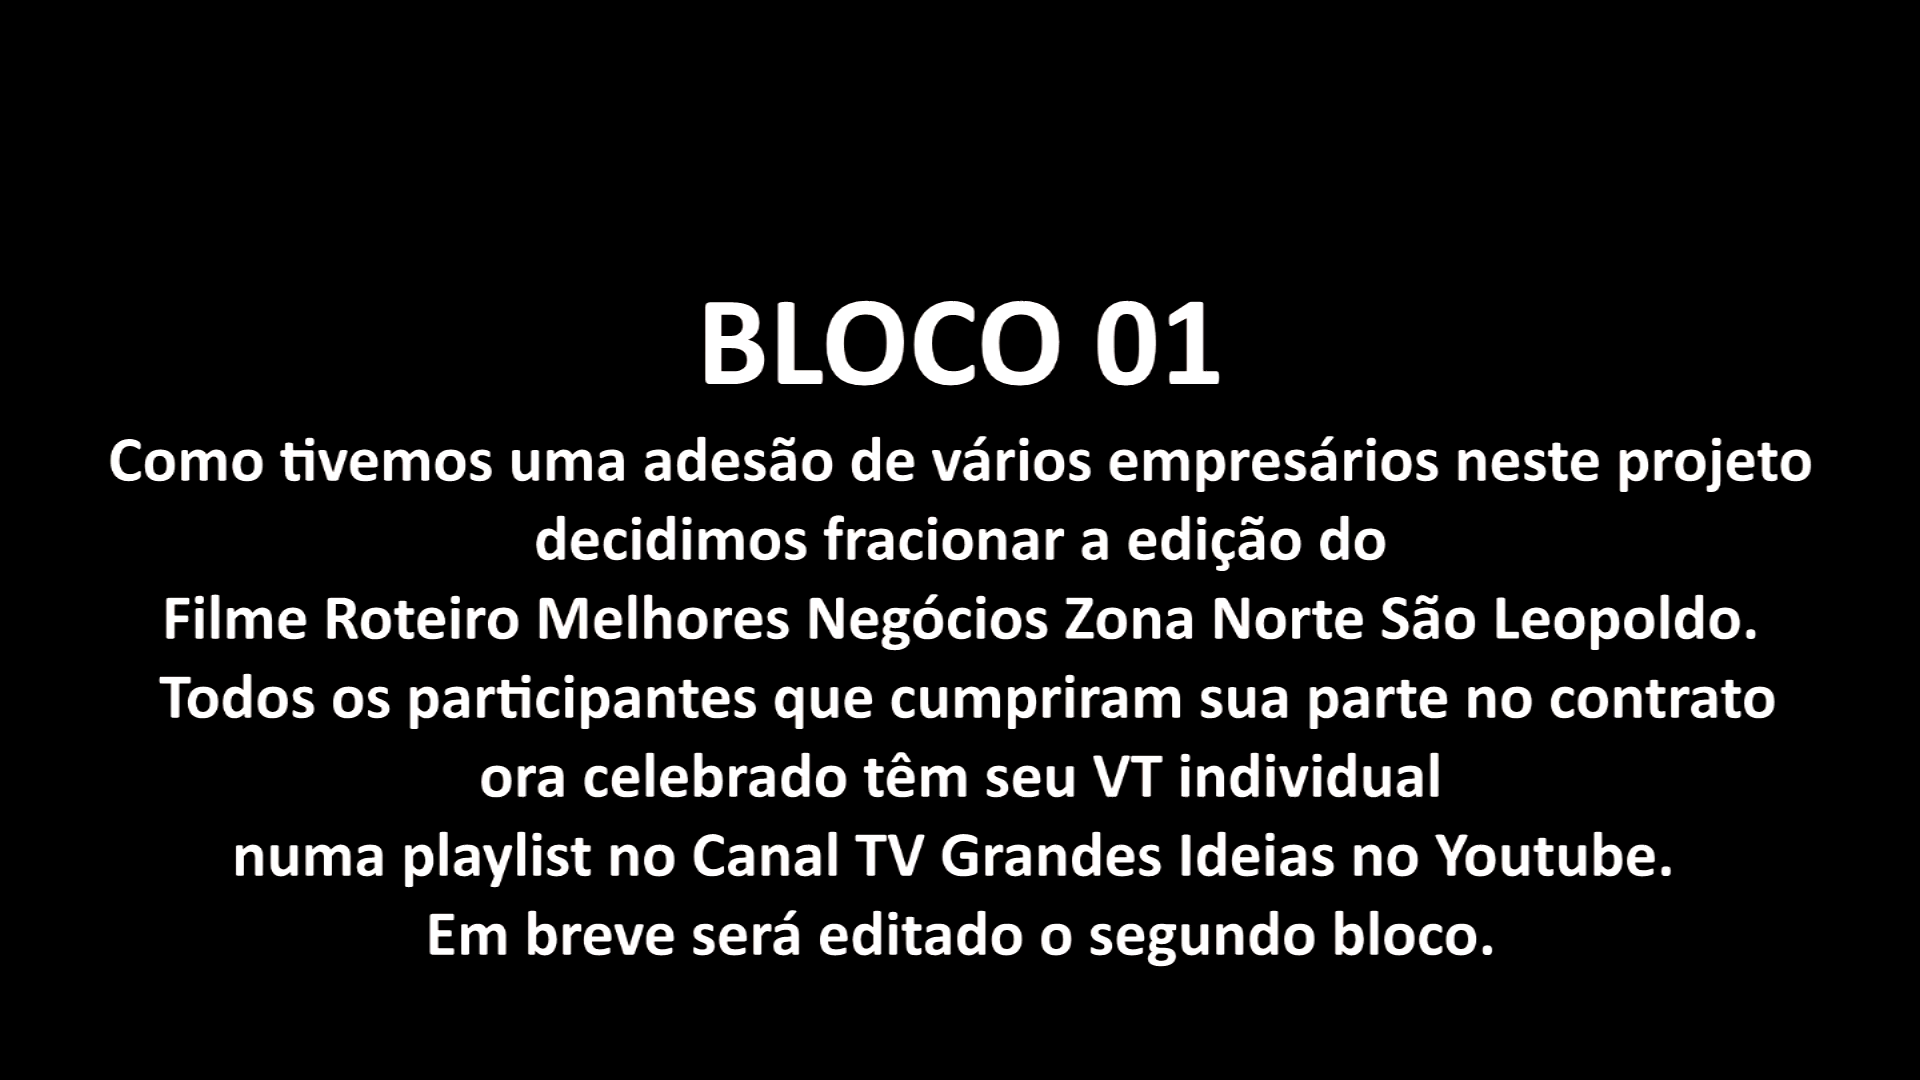 BLOCO 01
Como tivemos uma adesão de vários empresários neste projeto
decidimos fracionar a edição do
Filme Roteiro Melhores Negócios Zona Norte São Leopoldo.
Todos os participantes que cumpriram sua parte no contrato
ora celebrado têm seu VT individual
numa playlist no Canal TV Grandes Ideias no Youtube.
Em breve será editado o segundo bloco.